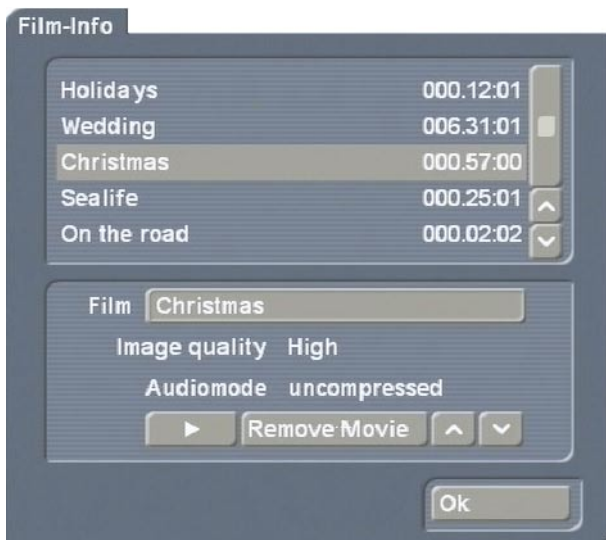 Film-Info
Holidays 000.12:01
Wedding 006.31:01
Christmas 000.57:00
Sealife 000.25:01
On the road 000.02:02
Film Christmas
Image quality High
Audiomode uncompressed
Remove Movie
Ok